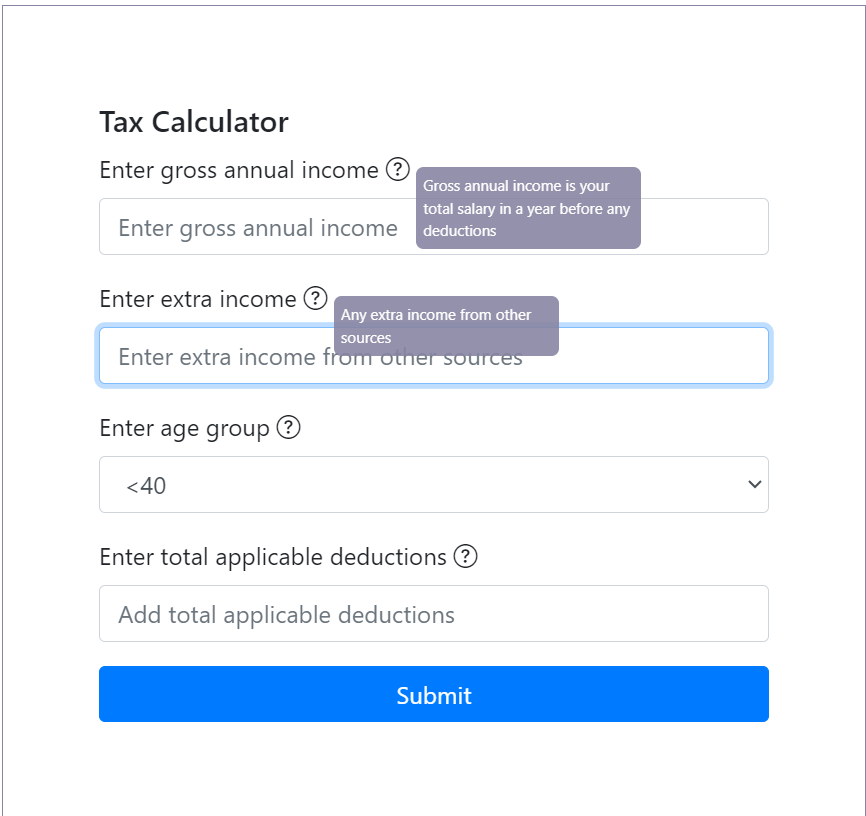 Tax Calculator
Enter gross annual income ?
Gross annual income is your
total salary in a year before any
deductions
Enter gross annual income
Enter extra income ?
Any extra income from other
sources
Enter extra income from other sources
Enter age group ?
<40
Enter total applicable deductions ?
Add total applicable deductions
Submit